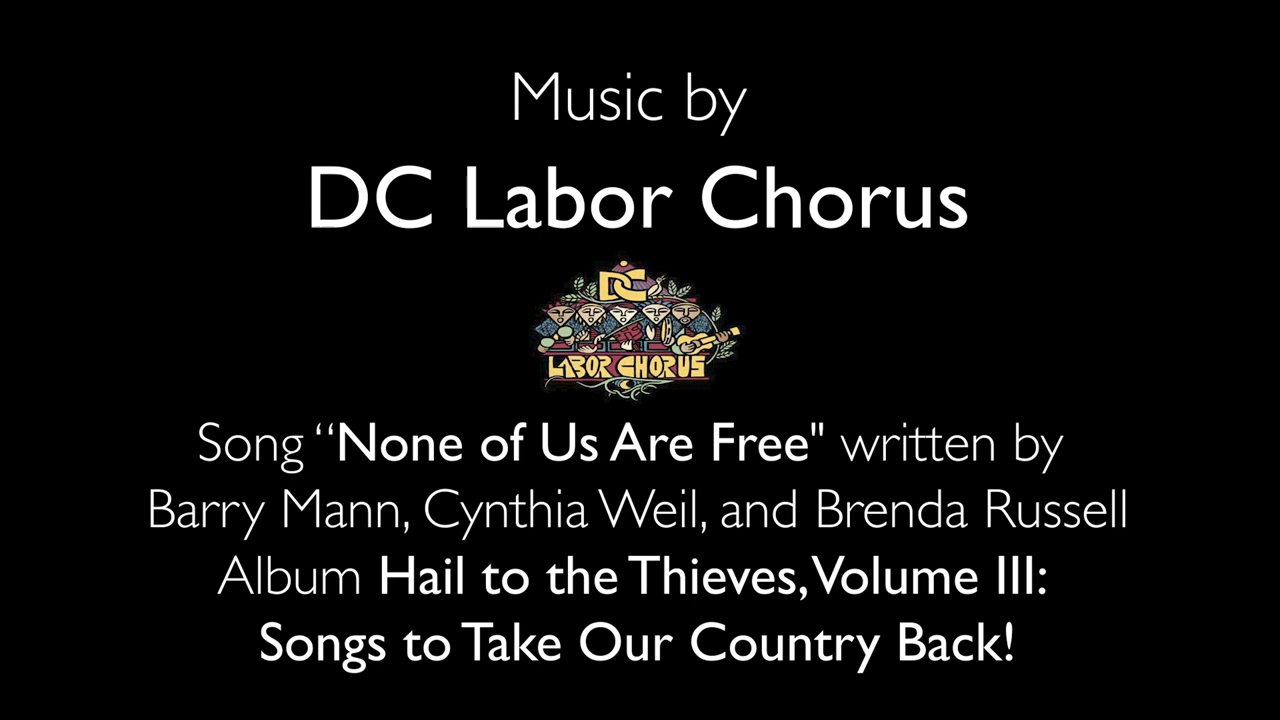 Music by
DC Labor Chorus
DC
LABOR CHORUS
Song “None of Us Are Free" written by
Barry Mann, Cynthia Weil, and Brenda Russell
Album Hail to the Thieves, Volume III:
Songs to Take Our Country Back!